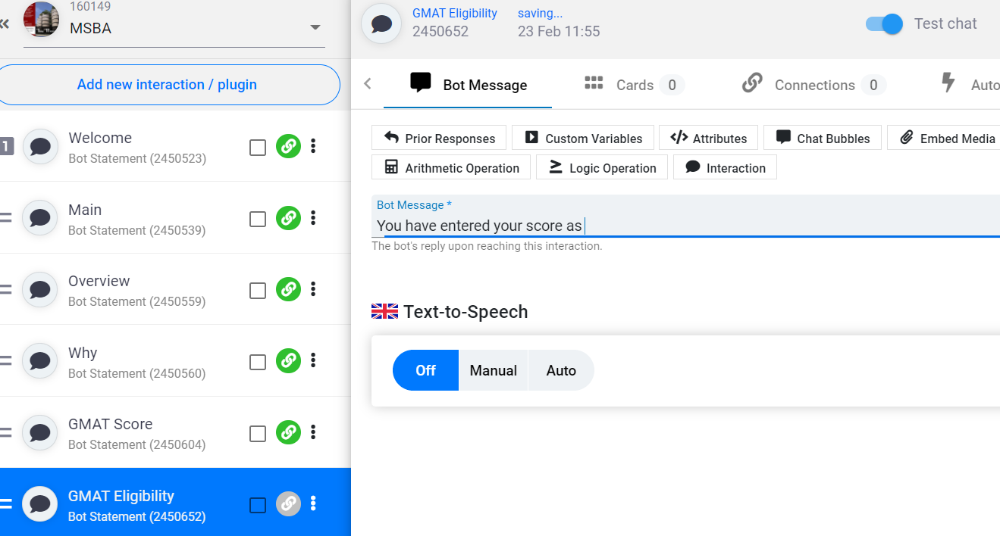 160149
MSBA
Add new interaction / plugin
1
Welcome
Bot Statement (2450523)
Main
Bot Statement (2450539)
Overview
Bot Statement (2450559)
Why
Bot Statement (2450560)
GMAT Score
Bot Statement (2450604)
GMAT Eligibility
Bot Statement (2450652)
GMAT Eligibility saving...
2450652 23 Feb 11:55
Test chat
Bot Message Cards 0 Connections 0 Auto
Prior Responses Custom Variables Attributes Chat Bubbles Embed Media
Arithmetic Operation Logic Operation Interaction
Bot Message *
You have entered your score as
The bot's reply upon reaching this interaction.
Text-to-Speech
Off Manual Auto